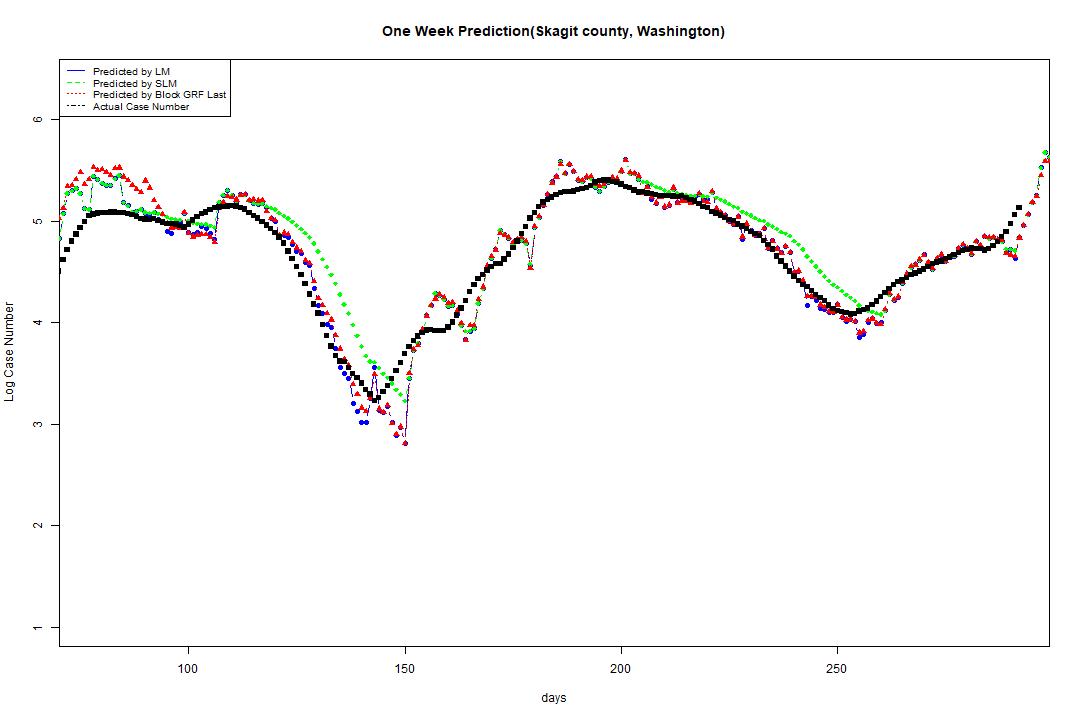 One Week Prediction(Skagit county, Washington)
Predicted by LM
Predicted by SLM
Predicted by Block GRF Last
Actual Case Number
Log Case Number
6
5
4
3
2
1
100 150 200 250
days